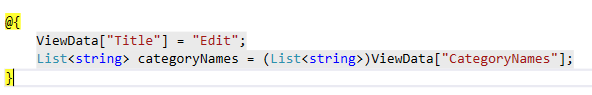 @{
ViewData["Title"] = "Edit";
List<string> categoryNames = (List<string>)ViewData["CategoryNames"];
}